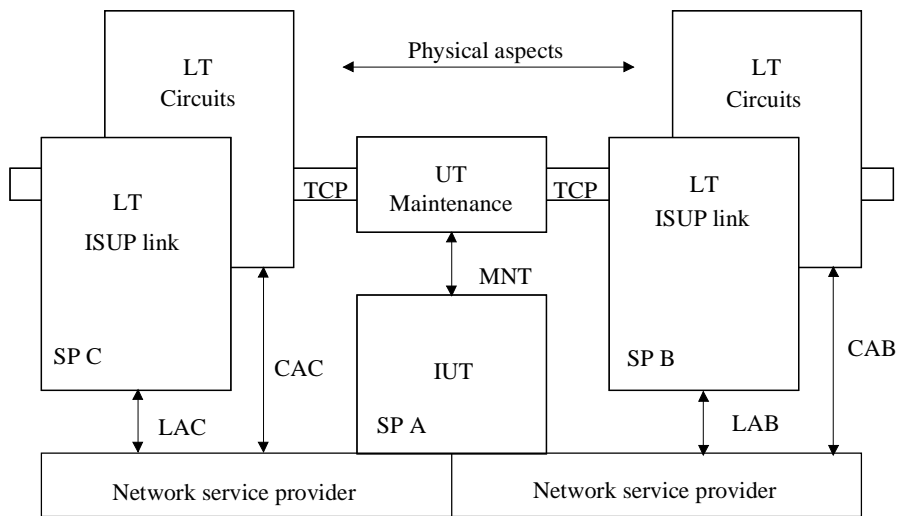 Physical aspects
LT
Circuits
LT
Circuits
LT
ISUP link
SP C
TCP
UT
Maintenance
TCP
LT
ISUP link
SP B
MNT
IUT
SP A
CAC
CAB
LAC
LAB
Network service provider
Network service provider